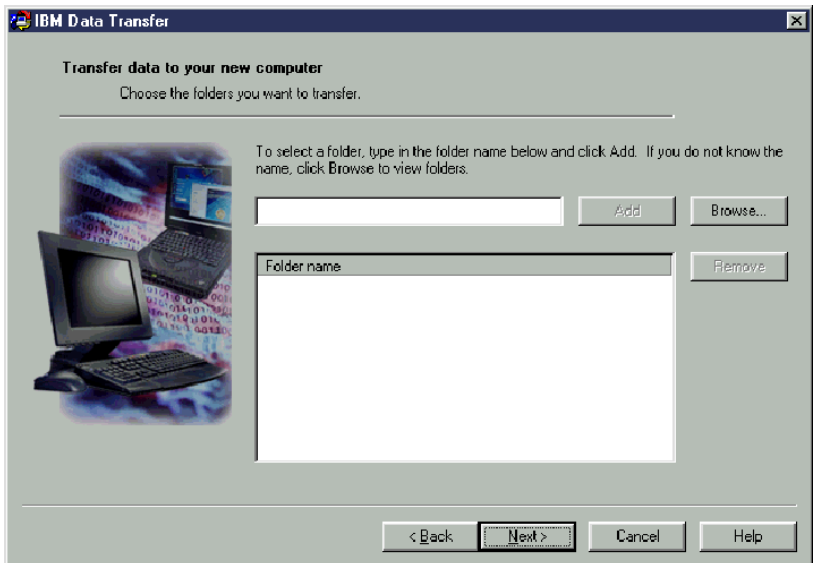 IBM Data Transfer
Transfer data to your new computer
Choose the folders you want to transfer.
To select a folder, type in the folder name below and click Add. If you do not know the
name, click Browse to view folders.
Add
Browse...
Folder name
Remove
< Back
Next >
Cancel
Help